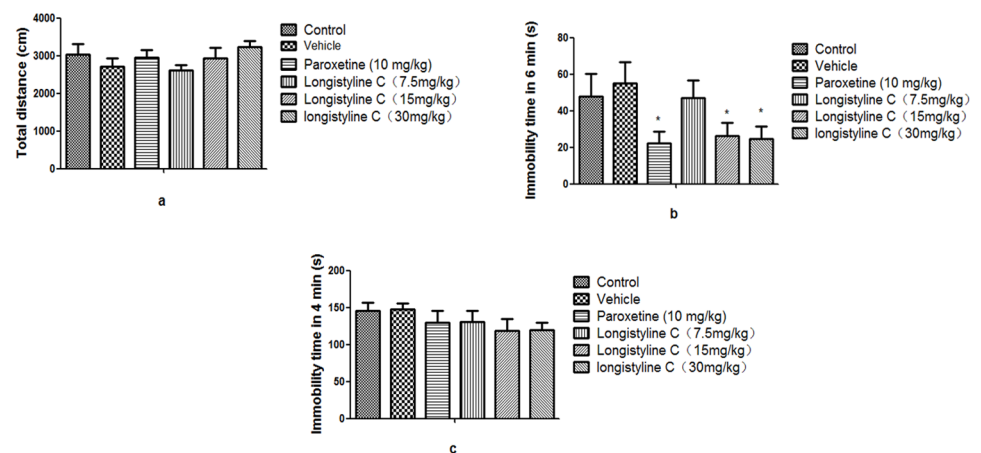 Total distance (cm)
4000
3000
2000
1000
0
Control
Vehicle
Paroxetine (10 mg/kg)
Longistyline C（7.5mg/kg）
Longistyline C（15mg/kg）
longistyline C（30mg/kg）
a
Immobility time in 6 min (s)
80
60
40
20
0
*
*
*
Control
Vehicle
Paroxetine (10 mg/kg)
Longistyline C（7.5mg/kg）
Longistyline C（15mg/kg）
longistyline C（30mg/kg）
b
Immobility time in 4 min (s)
200
150
100
50
0
Control
Vehicle
Paroxetine (10 mg/kg)
Longistyline C（7.5mg/kg）
Longistyline C（15mg/kg）
longistyline C（30mg/kg）
c